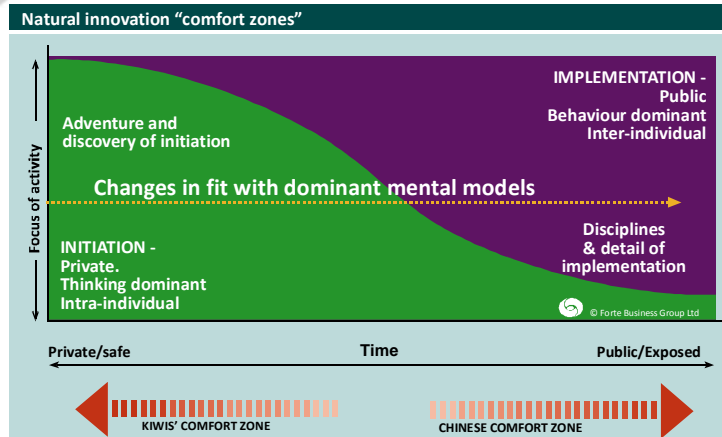 Natural innovation “comfort zones”
IMPLEMENTATION -
Public
Behaviour dominant
Inter-individual
Adventure and
discovery of initiation
Changes in fit with dominant mental models
Focus of activity
INITIATION -
Private.
Thinking dominant
Intra-individual
Disciplines
& detail of
implementation
© Forte Business Group Ltd
Private/safe
Time
Public/Exposed
KIWIS’ COMFORT ZONE
CHINESE COMFORT ZONE